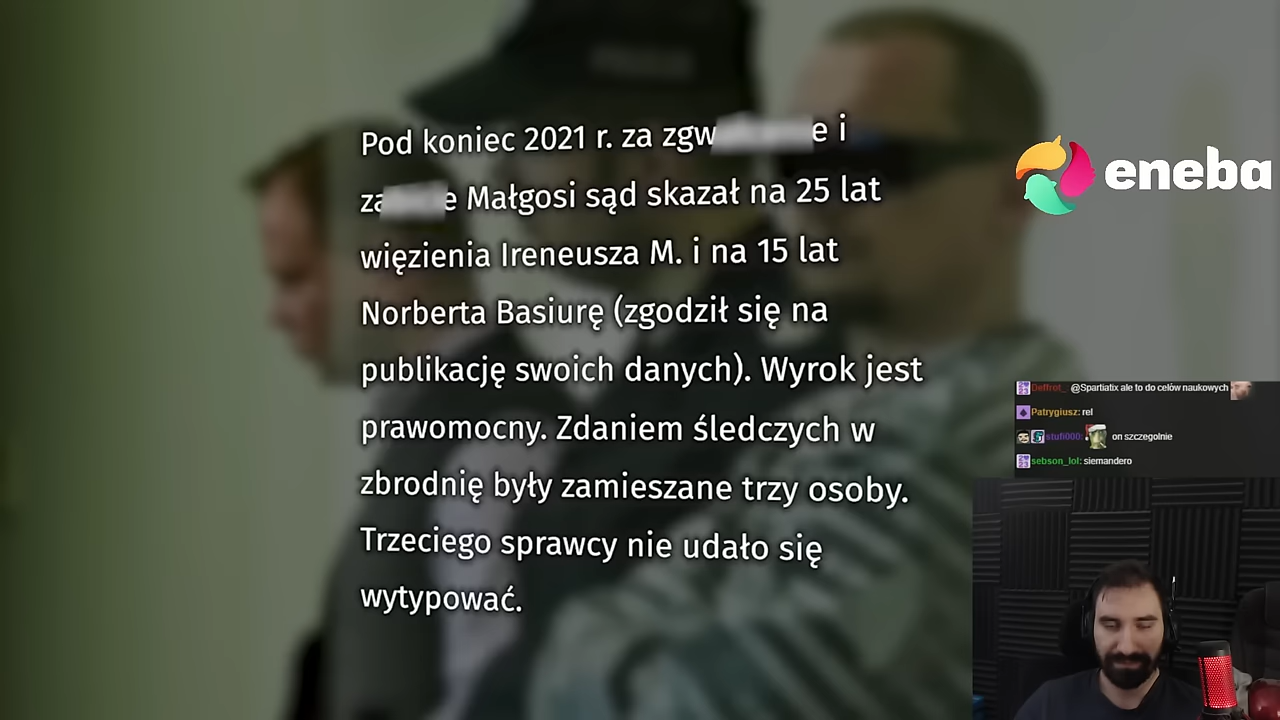 Pod koniec 2021 r. za i
Małgosi sąd skazał na 25 lat
więzienia Ireneusza M. i na 15 lat
Norberta Basiurę (zgodził się na
publikację swoich danych). Wyrok jest
prawomocny. Zdaniem śledczych w
zbrodnię były zamieszane trzy osoby.
Trzeciego sprawcy nie udało się
wytypować.
eneba
Deffrot_: @Spartiatix ale to do celów naukowych
Patrygiusz: rel
stufi000: on szczegolnie
sebson_lol: siemandero